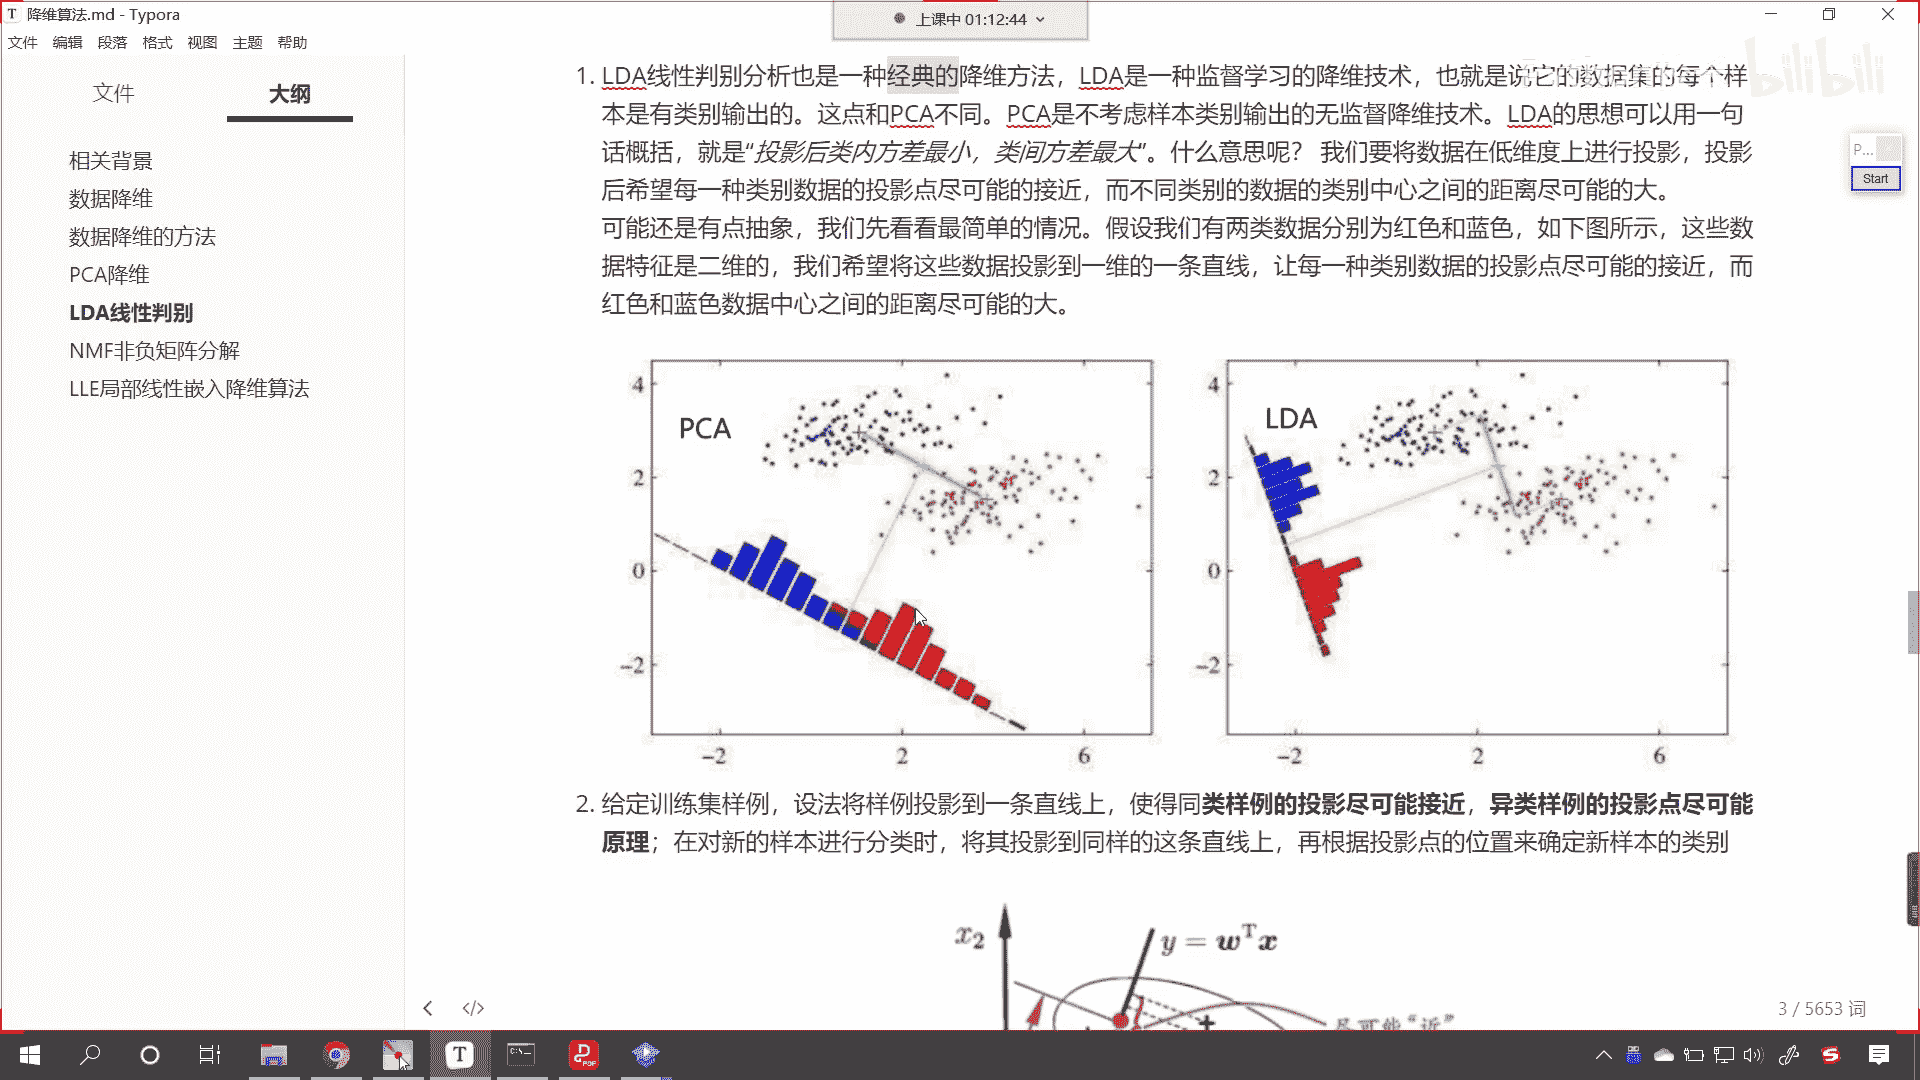 降维算法.md - Typora
上课中 01:12:44
文件 编辑 段落 格式 视图 主题 帮助
文件 大纲
相关背景
数据降维
数据降维的方法
PCA降维
LDA线性判别
NMF非负矩阵分解
LLE局部线性嵌入降维算法
1. LDA线性判别分析也是一种经典的降维方法，LDA是一种监督学习的降维技术，也就是说它的数据集的每个样
本是有类别输出的。这点和PCA不同。PCA是不考虑样本类别输出的无监督降维技术。LDA的思想可以用一句
话概括，就是“投影后类内方差最小，类间方差最大”。什么意思呢？ 我们要将数据在低维度上进行投影，投影
后希望每一种类别数据的投影点尽可能的接近，而不同类别的数据的类别中心之间的距离尽可能的大。
可能还是有点抽象，我们先看看最简单的情况。假设我们有两类数据分别为红色和蓝色，如下图所示，这些数
据特征是二维的，我们希望将这些数据投影到一维的一条直线，让每一种类别数据的投影点尽可能的接近，而
红色和蓝色数据中心之间的距离尽可能的大。
bilibili
P...
Start
4
PCA
2
0
−2
−2 2 6
4
LDA
2
0
−2
−2 2 6
2. 给定训练集样例，设法将样例投影到一条直线上，使得同类样例的投影尽可能接近，异类样例的投影点尽可能
原理；在对新的样本进行分类时，将其投影到同样的这条直线上，再根据投影点的位置来确定新样本的类别
x2
y = wTx
尽可能“近”
3 / 5653 词